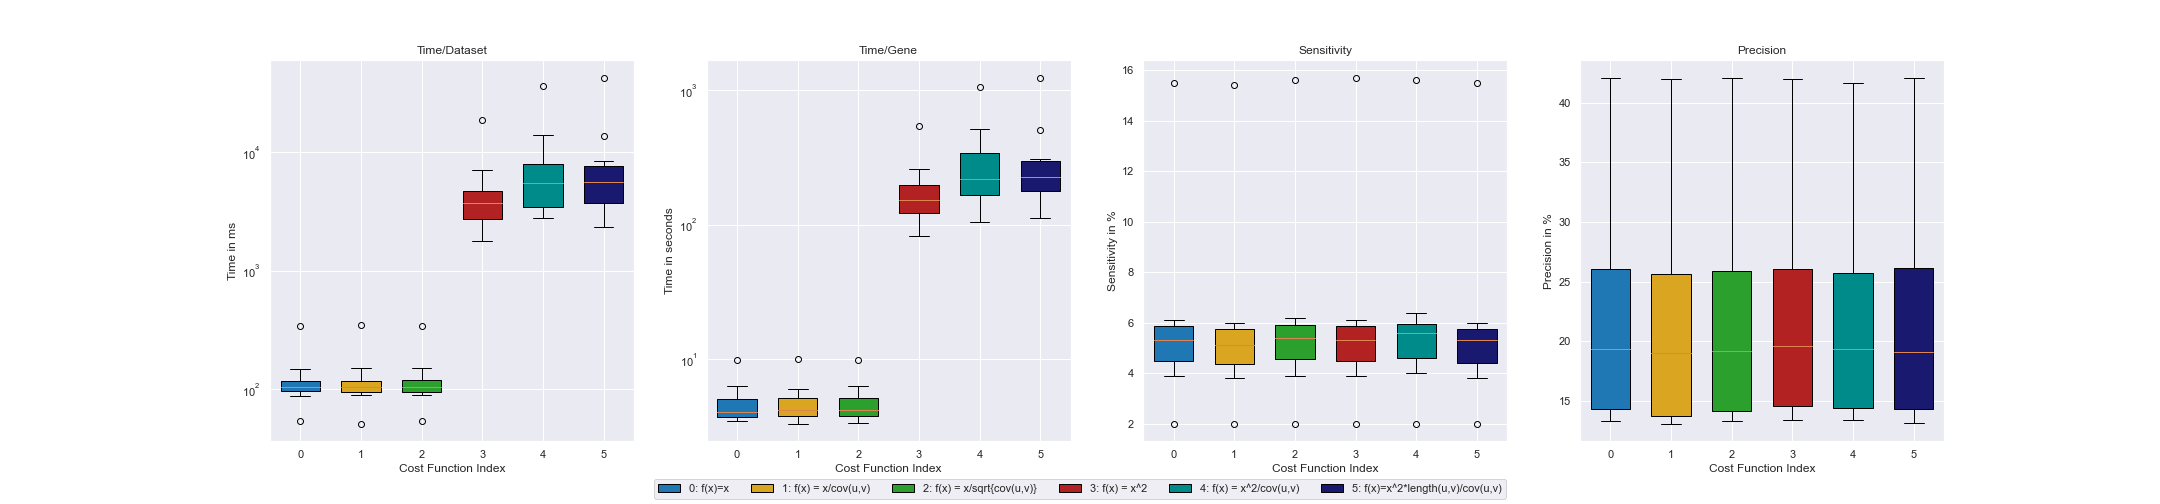 Time/Dataset
Time in ms
10^4
10^3
10^2
0 1 2 3 4 5
Cost Function Index
Time/Gene
Time in seconds
10^3
10^2
10^1
0 1 2 3 4 5
Cost Function Index
Sensitivity
Sensitivity in %
16
14
12
10
8
6
4
2
0 1 2 3 4 5
Cost Function Index
Precision
Precision in %
40
35
30
25
20
15
0 1 2 3 4 5
Cost Function Index
0: f(x)=x 1: f(x) = x/cov(u,v) 2: f(x) = x/sqrt{cov(u,v)} 3: f(x) = x^2 4: f(x) = x^2/cov(u,v) 5: f(x)=x^2*length(u,v)/cov(u,v)